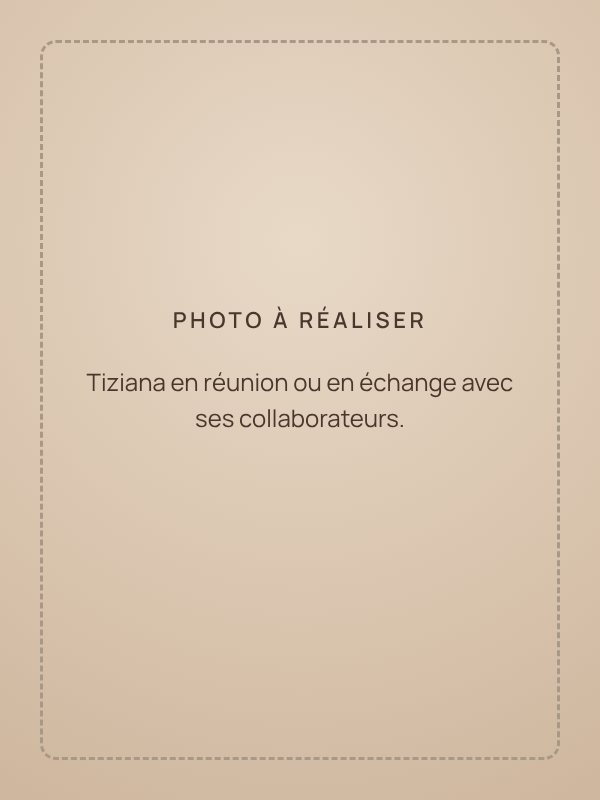 PHOTO À RÉALISER
Tiziana en réunion ou en échange avec
ses collaborateurs.